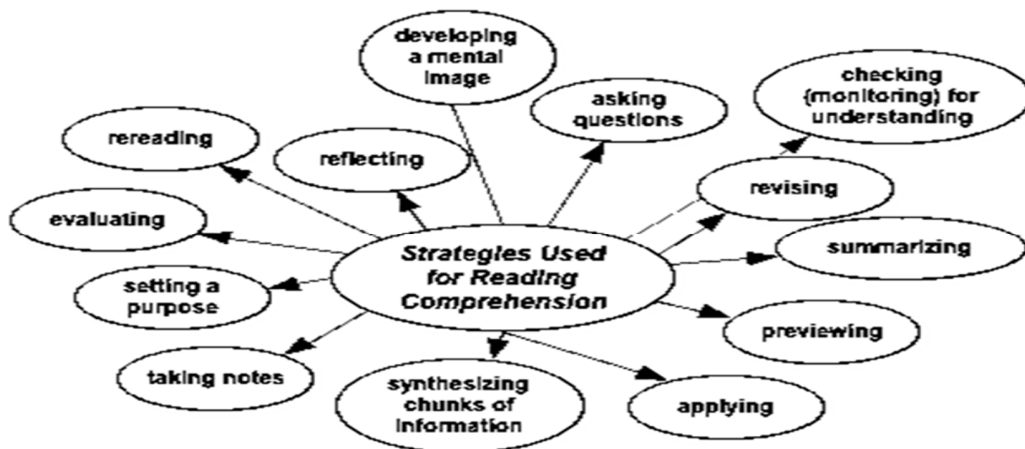 developing
a mental
image
asking
questions
checking
(monitoring) for
understanding
rereading
reflecting
revising
evaluating
Strategies Used
for Reading
Comprehension
summarizing
setting a
purpose
previewing
taking notes
synthesizing
chunks of
information
applying